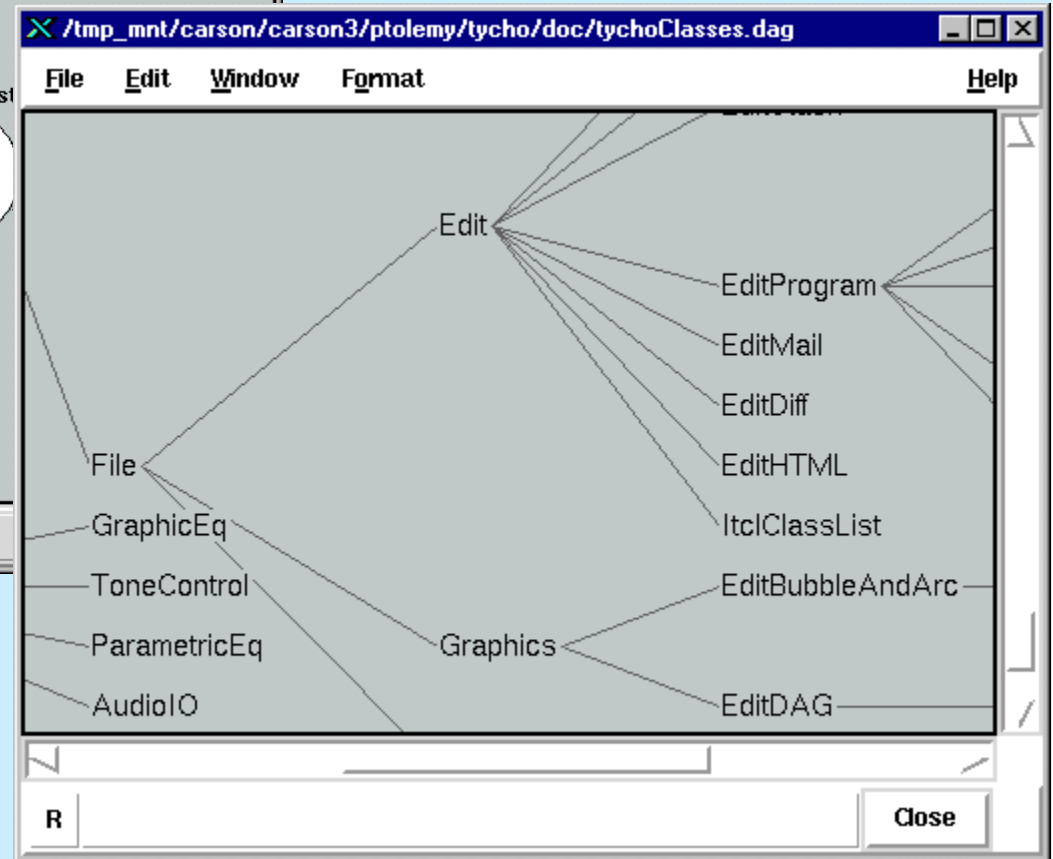 /tmp_mnt/carson/carson3/ptolemy/tycho/doc/tychoClasses.dag
File Edit Window Format Help
Edit
EditProgram
EditMail
EditDiff
File
EditHTML
GraphicEq
ItclClassList
ToneControl
EditBubbleAndArc
ParametricEq
Graphics
AudioIO
EditDAG
R
Close